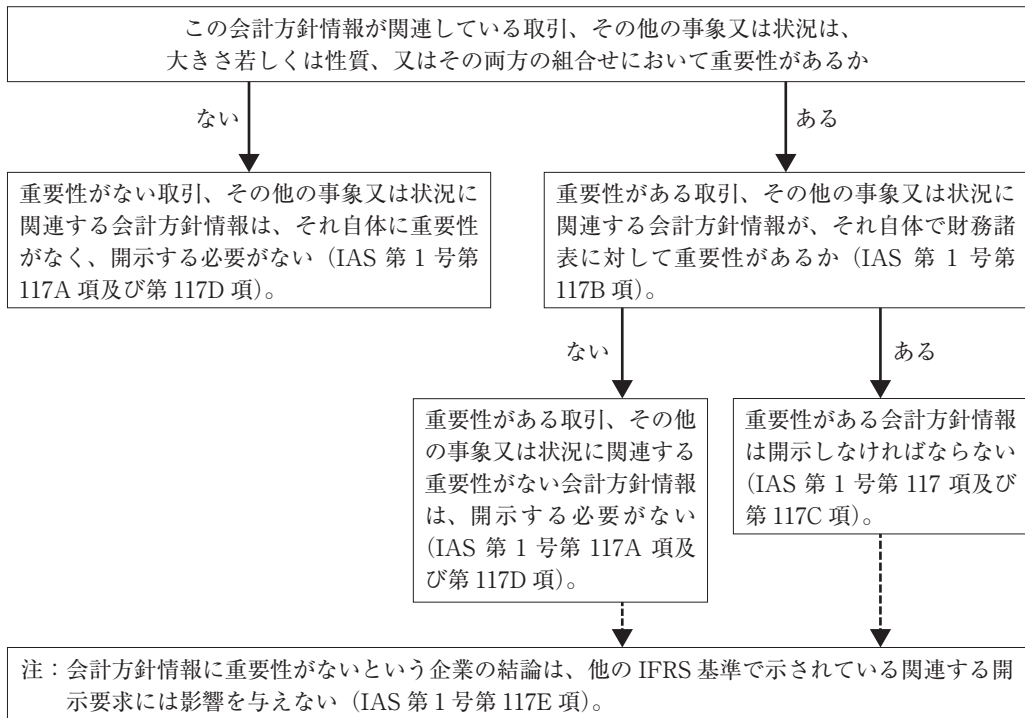 この会計方針情報が関連している取引、その他の事象又は状況は、
大きさ若しくは性質、又はその両方の組合せにおいて重要性があるか
ない
ある
重要性がない取引、その他の事象又は状況に
関連する会計方針情報は、それ自体に重要性
がなく、開示する必要がない（IAS 第 1 号第
117A 項及び第 117D 項）。
重要性がある取引、その他の事象又は状況に
関連する会計方針情報が、それ自体で財務諸
表に対して重要性があるか（IAS 第 1 号第
117B 項）。
ない
ある
重要性がある取引、その他
の事象又は状況に関連する
重要性がない会計方針情報
は、開示する必要がない
（IAS 第 1 号第 117A 項及
び第 117D 項）。
重要性がある会計方針情報
は開示しなければならない
（IAS 第 1 号第 117 項及び
第 117C 項）。
注：会計方針情報に重要性がないという企業の結論は、他の IFRS 基準で示されている関連する開
示要求には影響を与えない（IAS 第 1 号第 117E 項）。